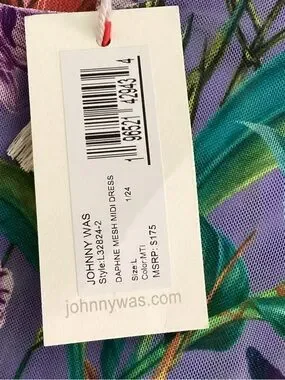 1 96521 42943 4
JOHNNY WAS
Style:L32824-2
DAPHNE MESH MIDI DRESS
1/24
Size:L
Color:MTI
MSRP: $175
johnnywas.com